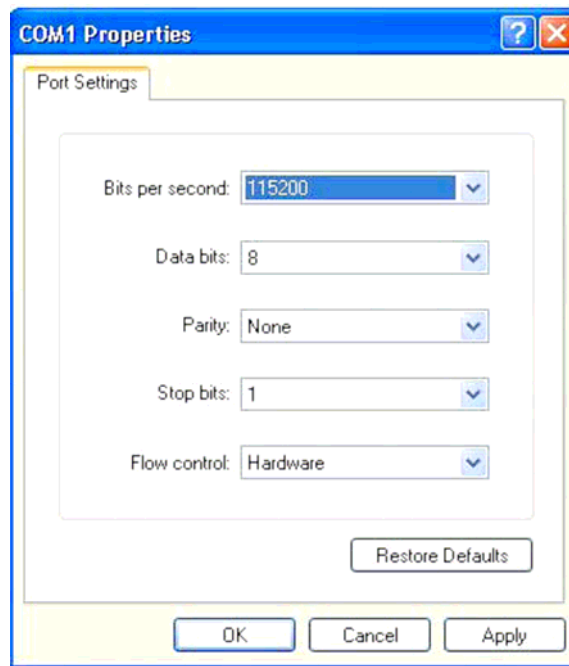 COM1 Properties
Port Settings
Bits per second: 115200
Data bits: 8
Parity: None
Stop bits: 1
Flow control: Hardware
Restore Defaults
OK Cancel Apply